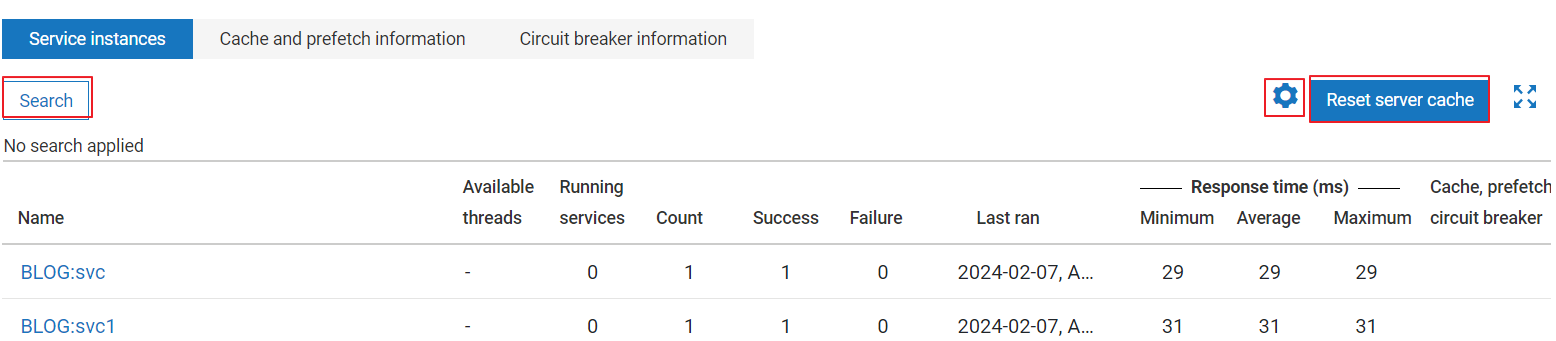 Service instances Cache and prefetch information Circuit breaker information
Search Reset server cache
No search applied
Available Running Response time (ms) Cache, prefetch
Name threads services Count Success Failure Last ran Minimum Average Maximum circuit breaker
BLOG:svc - 0 1 1 0 2024-02-07, A... 29 29 29
BLOG:svc1 - 0 1 1 0 2024-02-07, A... 31 31 31